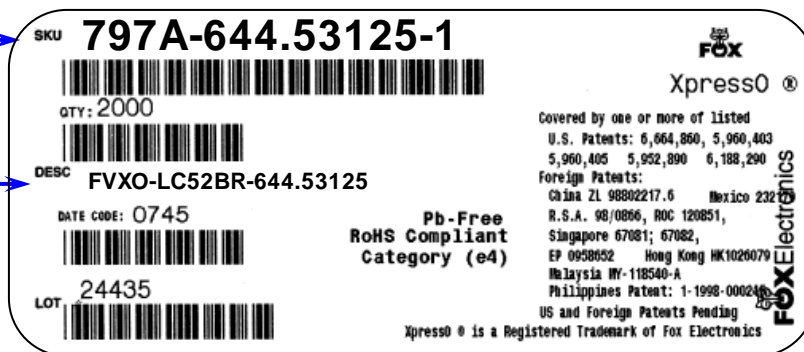 SKU 797A-644.53125-1
QTY: 2000
DESC FVXO-LC52BR-644.53125
DATE CODE: 0745
LOT 24435
Pb-Free
RoHS Compliant
Category (e4)
FOX
XpressO ®
Covered by one or more of listed
U.S. Patents: 6,664,860, 5,960,403
5,960,405 5,952,890 6,188,290
Foreign Patents:
China ZL 98802217.6 Mexico
R.S.A. 98/0866, ROC 120851,
Singapore 67081; 67082,
EP 0958652 Hong Kong HK1026079
Malaysia MY-118540-A
Philippines Patent:
US and Foreign Patents Pending
XpressO ® is a Registered Trademark of Fox Electronics
FOXElectronics